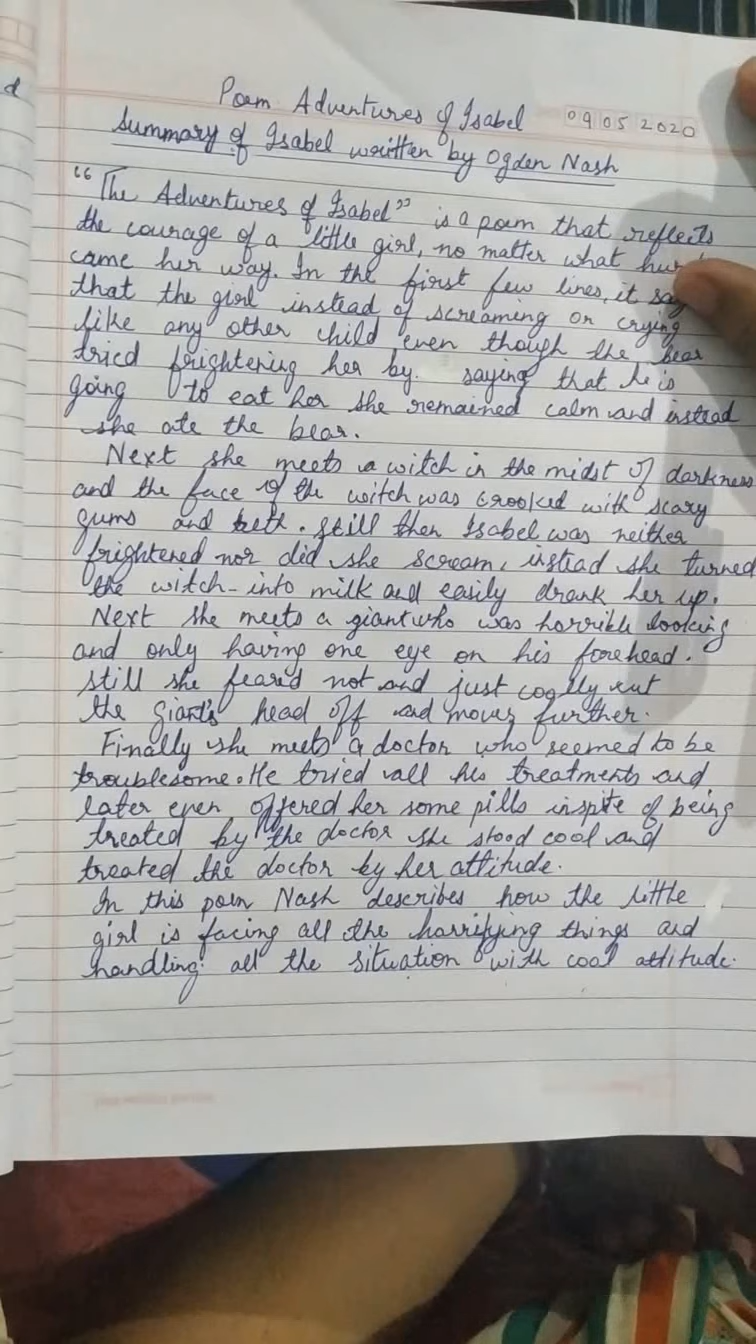 d
Poem Adventures of Isabel
09 05 2020
Summary of Isabel written by Ogden Nash
"The Adventures of Isabel" is a poem that reflects
the courage of a little girl, no matter what
came her way. In the first few lines, it say
that the girl instead of screaming or crying
like any other child even though the bear
tried frightening her by. saying that he is
going to eat her she remained calm and instead
she ate the bear.
Next she meets a witch in the midst of darkness
and the face of the witch was crooked with scary
gums and teeth. Still then Isabel was neither
frightened nor did she scream, instead she turned
the witch into milk and easily drank her up.
Next she meets a giant who was horrible looking
and only having one eye on his forehead.
Still she feared not and just coolly cut
the giant's head off and moves further.
Finally she meets a doctor who seemed to be
troublesome. He tried all his treatments and
later even offered her some pills inspite of being
treated by the doctor she stood cool and
treated the doctor by her attitude.
In this poem Nash describes how the little
girl is facing all the horrifying things and
handling all the situation with cool attitude.